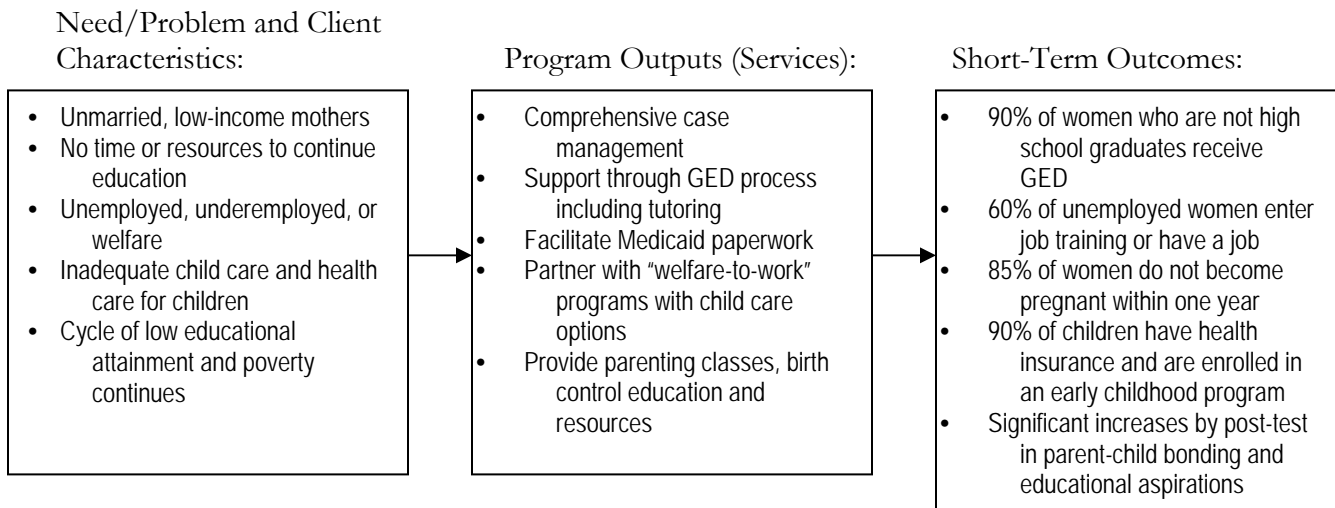 Need/Problem and Client
Characteristics:
• Unmarried, low-income mothers
• No time or resources to continue
education
• Unemployed, underemployed, or
welfare
• Inadequate child care and health
care for children
• Cycle of low educational
attainment and poverty
continues
Program Outputs (Services):
• Comprehensive case
management
• Support through GED process
including tutoring
• Facilitate Medicaid paperwork
• Partner with “welfare-to-work”
programs with child care
options
• Provide parenting classes, birth
control education and
resources
Short-Term Outcomes:
• 90% of women who are not high
school graduates receive
GED
• 60% of unemployed women enter
job training or have a job
• 85% of women do not become
pregnant within one year
• 90% of children have health
insurance and are enrolled in
an early childhood program
• Significant increases by post-test
in parent-child bonding and
educational aspirations